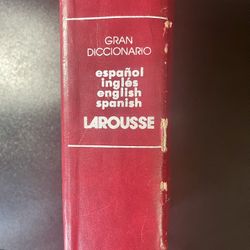 GRAN
DICCIONARIO
español
inglés
english
spanish
LAROUSSE